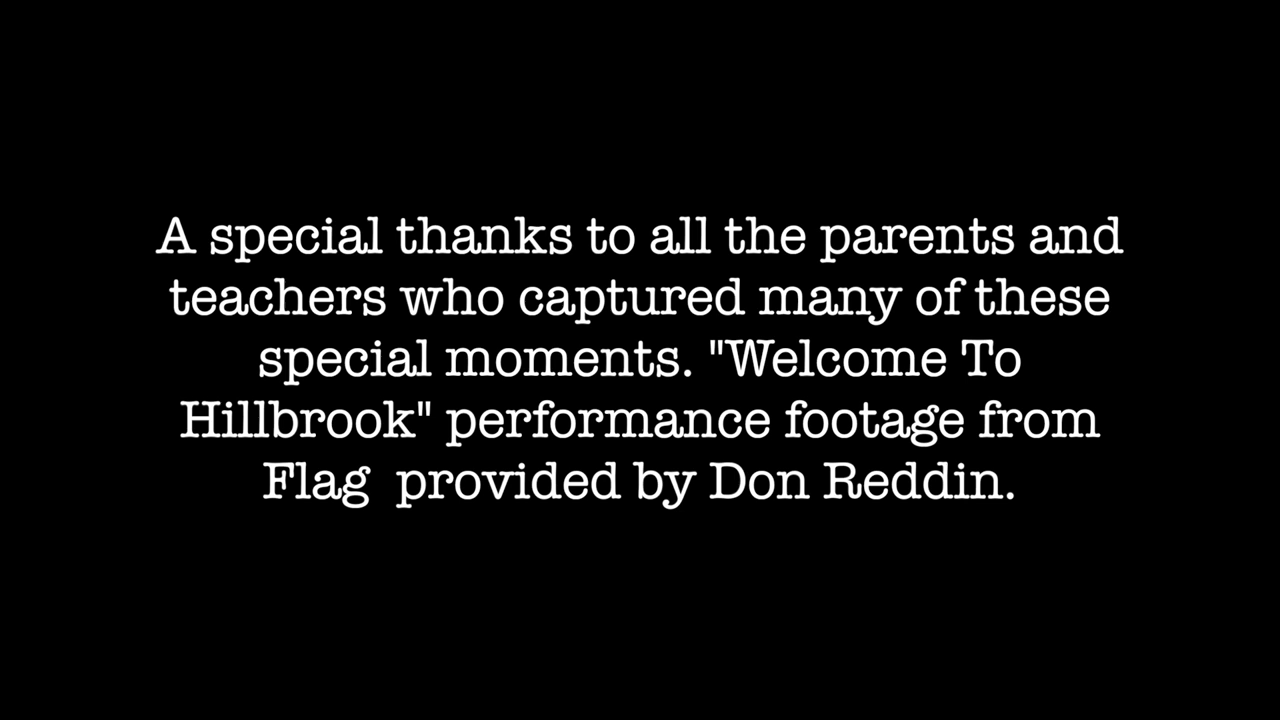 A special thanks to all the parents and
teachers who captured many of these
special moments. "Welcome To
Hillbrook" performance footage from
Flag  provided by Don Reddin.